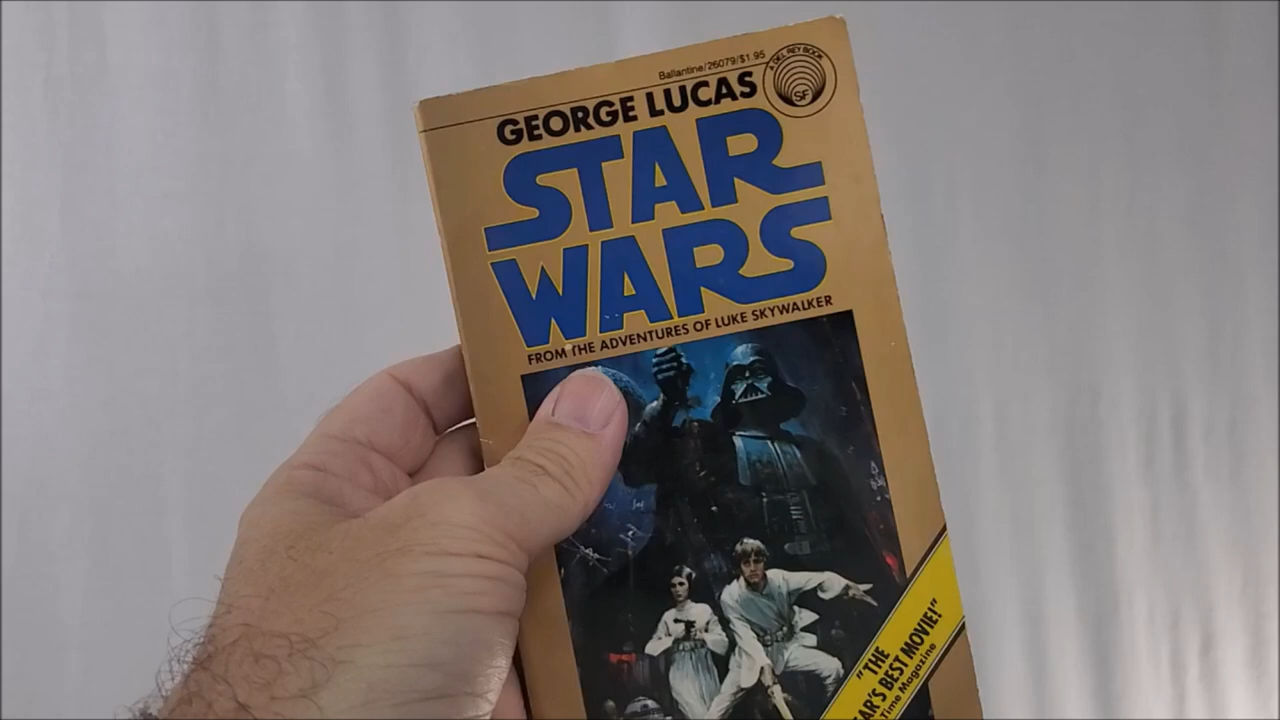 Ballantine/26079/$1.95
A DEL REY BOOK
SF
GEORGE LUCAS
STAR
WARS
FROM THE ADVENTURES OF LUKE SKYWALKER
"THE
AR'S BEST MOVIE!"
Time Magazine